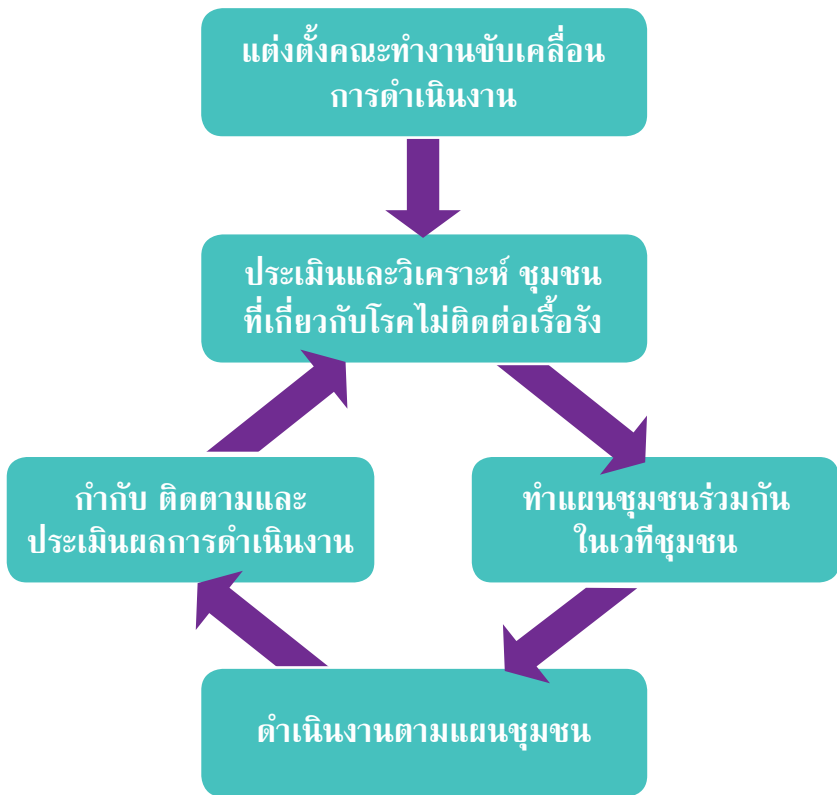 แต่งตั้งคณะทำงานขับเคลื่อน
การดำเนินงาน
ประเมินและวิเคราะห์ ชุมชน
ที่เกี่ยวกับโรคไม่ติดต่อเรื้อรัง
กำกับ ติดตามและ
ประเมินผลการดำเนินงาน
ทำแผนชุมชนร่วมกัน
ในเวทีชุมชน
ดำเนินงานตามแผนชุมชน